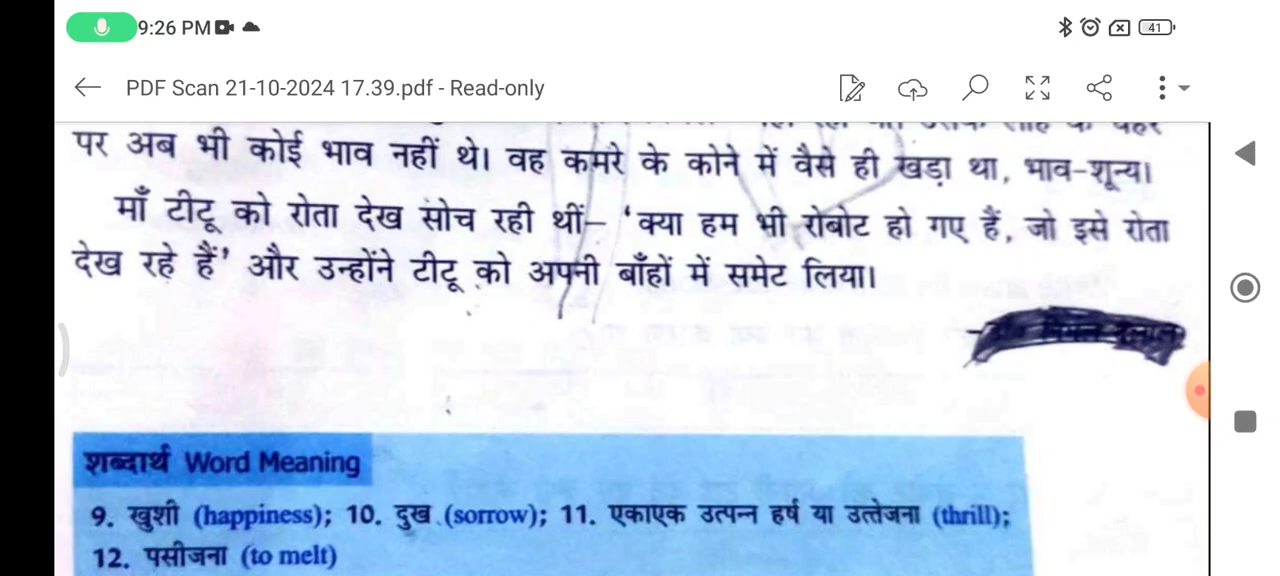 9:26 PM
41
PDF Scan 21-10-2024 17.39.pdf - Read-only
पर अब भी कोई भाव नहीं थे। वह कमरे के कोने में वैसे ही खड़ा था, भाव-शून्य।
माँ टीटू को रोता देख सोच रही थीं– ‘क्या हम भी रोबोट हो गए हैं, जो इसे रोता
देख रहे हैं’ और उन्होंने टीटू को अपनी बाँहों में समेट लिया।
शब्दार्थ Word Meaning
9. खुशी (happiness); 10. दुख (sorrow); 11. एकाएक उत्पन्न हर्ष या उत्तेजना (thrill);
12. पसीजना (to melt)